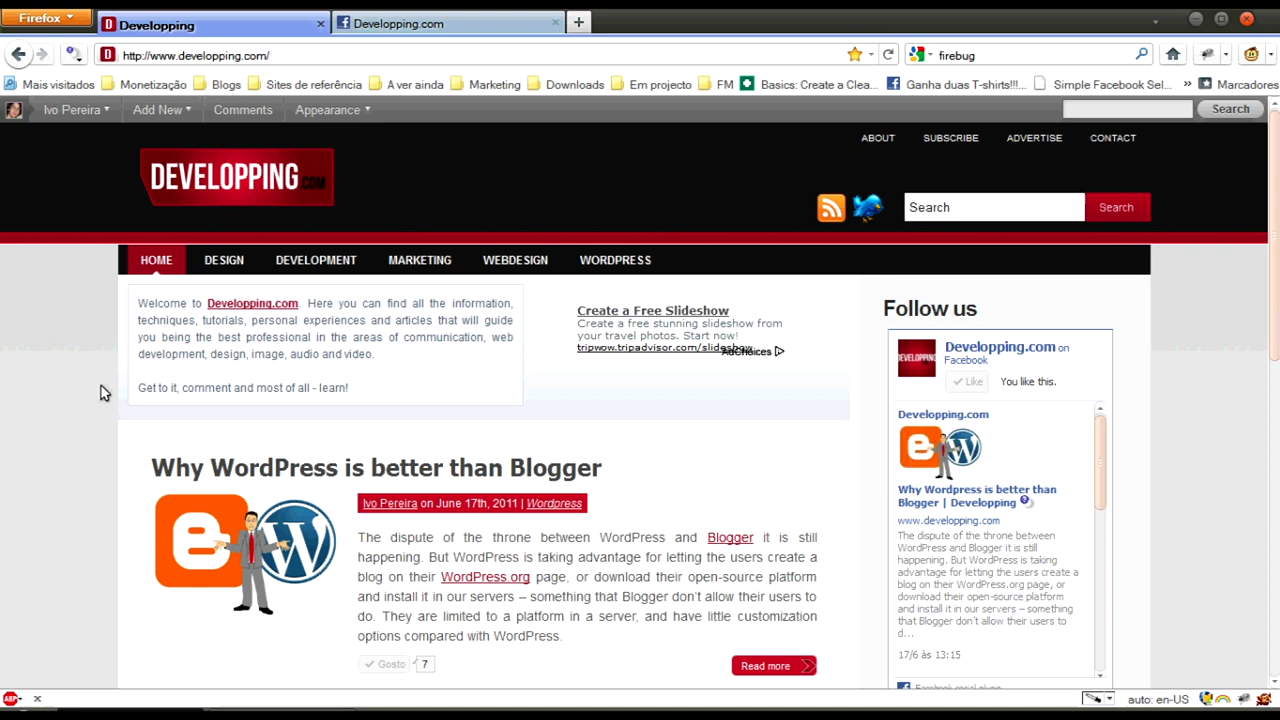 Firefox
Developping
Developping.com
http://www.developping.com/
firebug
Mais visitados
Monetização
Blogs
Sites de referência
A ver ainda
Marketing
Downloads
Em projecto
FM
Basics: Create a Clea...
Ganha duas T-shirts!!!...
Simple Facebook Sel...
Marcadores
Ivo Pereira
Add New
Comments
Appearance
Search
ABOUT
SUBSCRIBE
ADVERTISE
CONTACT
DEVELOPPING.COM
Search
Search
HOME
DESIGN
DEVELOPMENT
MARKETING
WEBDESIGN
WORDPRESS
Welcome to Developping.com. Here you can find all the information,
techniques, tutorials, personal experiences and articles that will guide
you being the best professional in the areas of communication, web
development, design, image, audio and video.
Get to it, comment and most of all - learn!
Create a Free Slideshow
Create a free stunning slideshow from
your travel photos. Start now!
tripwow.tripadvisor.com/slideshow
AdChoices
Why WordPress is better than Blogger
Ivo Pereira on June 17th, 2011 | Wordpress
The dispute of the throne between WordPress and Blogger it is still
happening. But WordPress is taking advantage for letting the users create a
blog on their WordPress.org page, or download their open-source platform
and install it in our servers – something that Blogger don't allow their users to
do. They are limited to a platform in a server, and have little customization
options compared with WordPress.
Gosto
7
Read more
Follow us
DEVELOPPING
Developping.com on
Facebook
Like
You like this.
Developping.com
Why Wordpress is better than
Blogger | Developping
www.developping.com
The dispute of the throne between
WordPress and Blogger it is still
happening. But WordPress is taking
advantage for letting the users create a
blog on their WordPress.org page, or
download their open-source platform
and install it in our servers – something
that Blogger don't allow their users to
d...
17/6 às 13:15
Facebook social plugin
ABP
auto: en-US